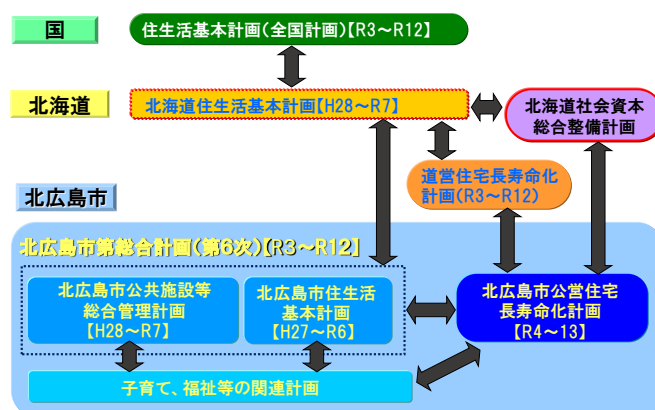 国
住生活基本計画(全国計画)【R3～R12】
北海道
北海道住生活基本計画【H28～R7】
北海道社会資本
総合整備計画
道営住宅長寿命化
計画(R3～R12)
北広島市
北広島市第総合計画(第6次)【R3～R12】
北広島市公共施設等
総合管理計画
【H28～R7】
北広島市住生活
基本計画
【H27～R6】
北広島市公営住宅
長寿命化計画
【R4～13】
子育て、福祉等の関連計画